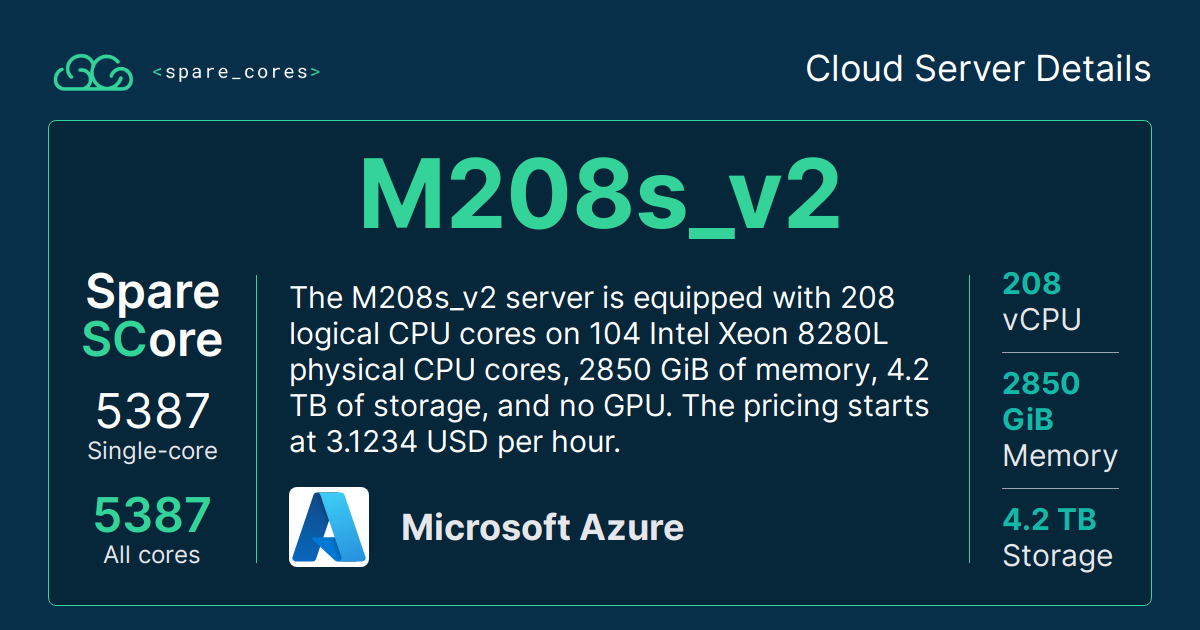 <spare_cores>
Cloud Server Details
M208s_v2
Spare
SCore
5387
Single-core
5387
All cores
The M208s_v2 server is equipped with 208
logical CPU cores on 104 Intel Xeon 8280L
physical CPU cores, 2850 GiB of memory, 4.2
TB of storage, and no GPU. The pricing starts
at 3.1234 USD per hour.
Microsoft Azure
208
vCPU
2850
GiB
Memory
4.2 TB
Storage